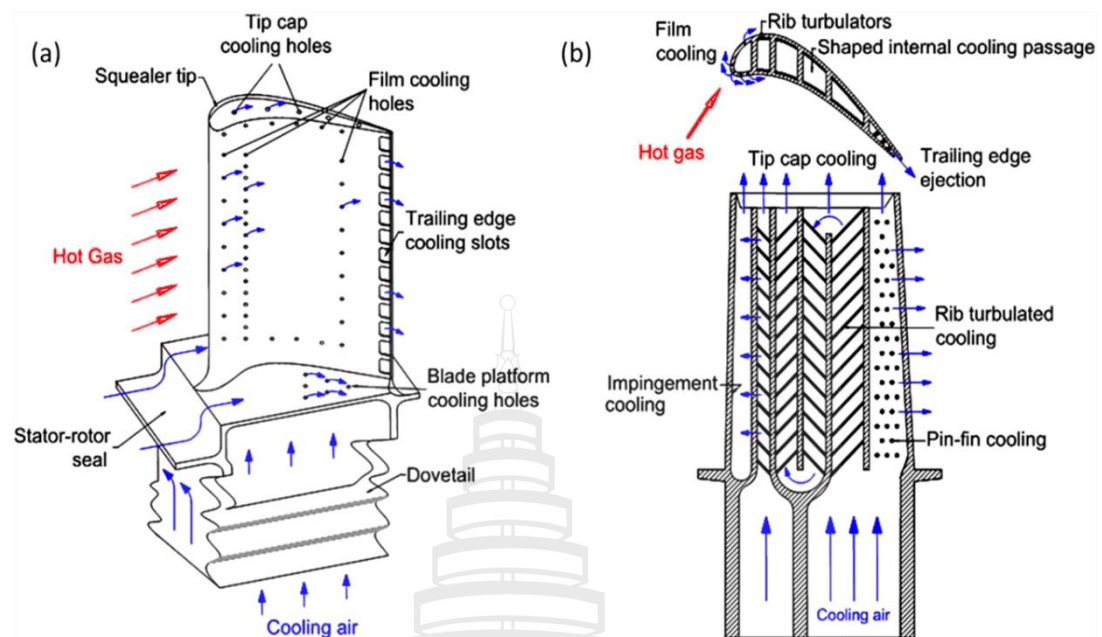 (a)
Tip cap
cooling holes
Squealer tip
Film cooling
holes
Hot Gas
Trailing edge
cooling slots
Blade platform
cooling holes
Stator-rotor
seal
Dovetail
Cooling air
(b)
Film
cooling
Rib turbulators
Shaped internal cooling passage
Hot gas
Tip cap cooling
Trailing edge
ejection
Rib turbulated
cooling
Impingement
cooling
Pin-fin cooling
Cooling air